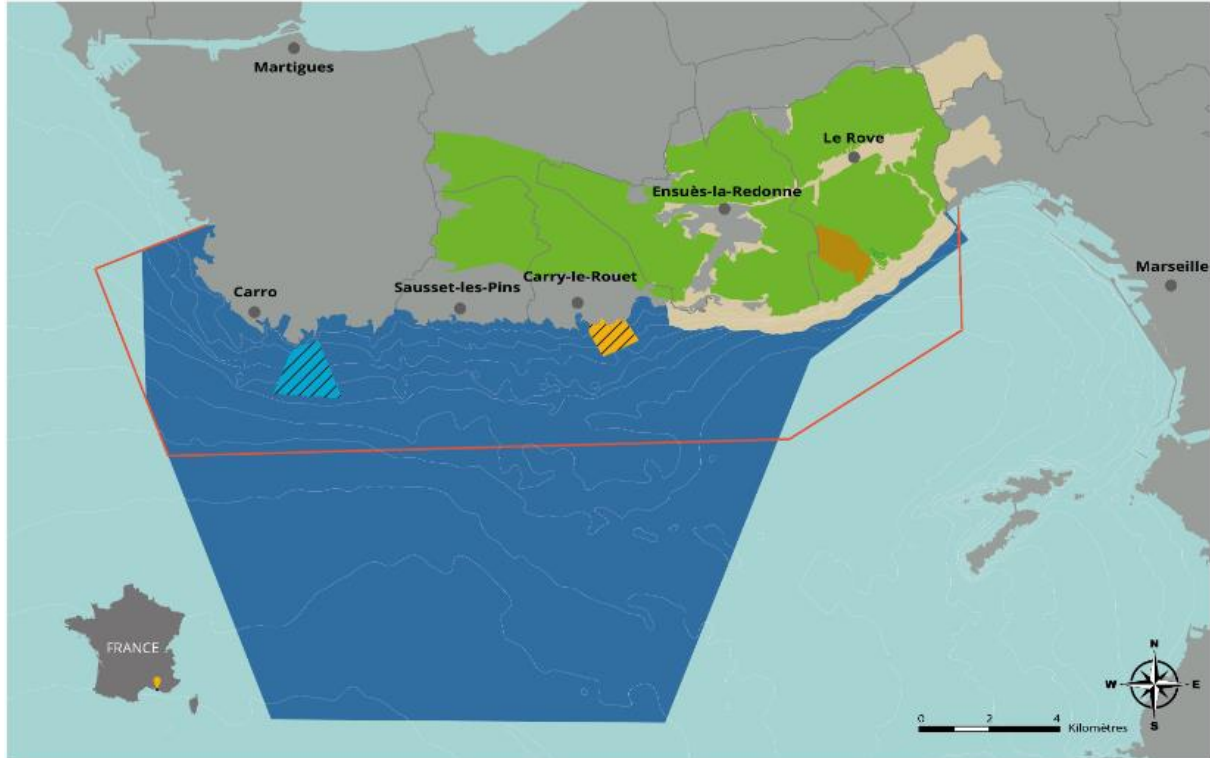 Martigues
Le Rove
Ensuès-la-Redonne
Marseille
Carry-le-Rouet
Sausset-les-Pins
Carro
FRANCE
N
W
E
S
0 2 4
Kilomètres